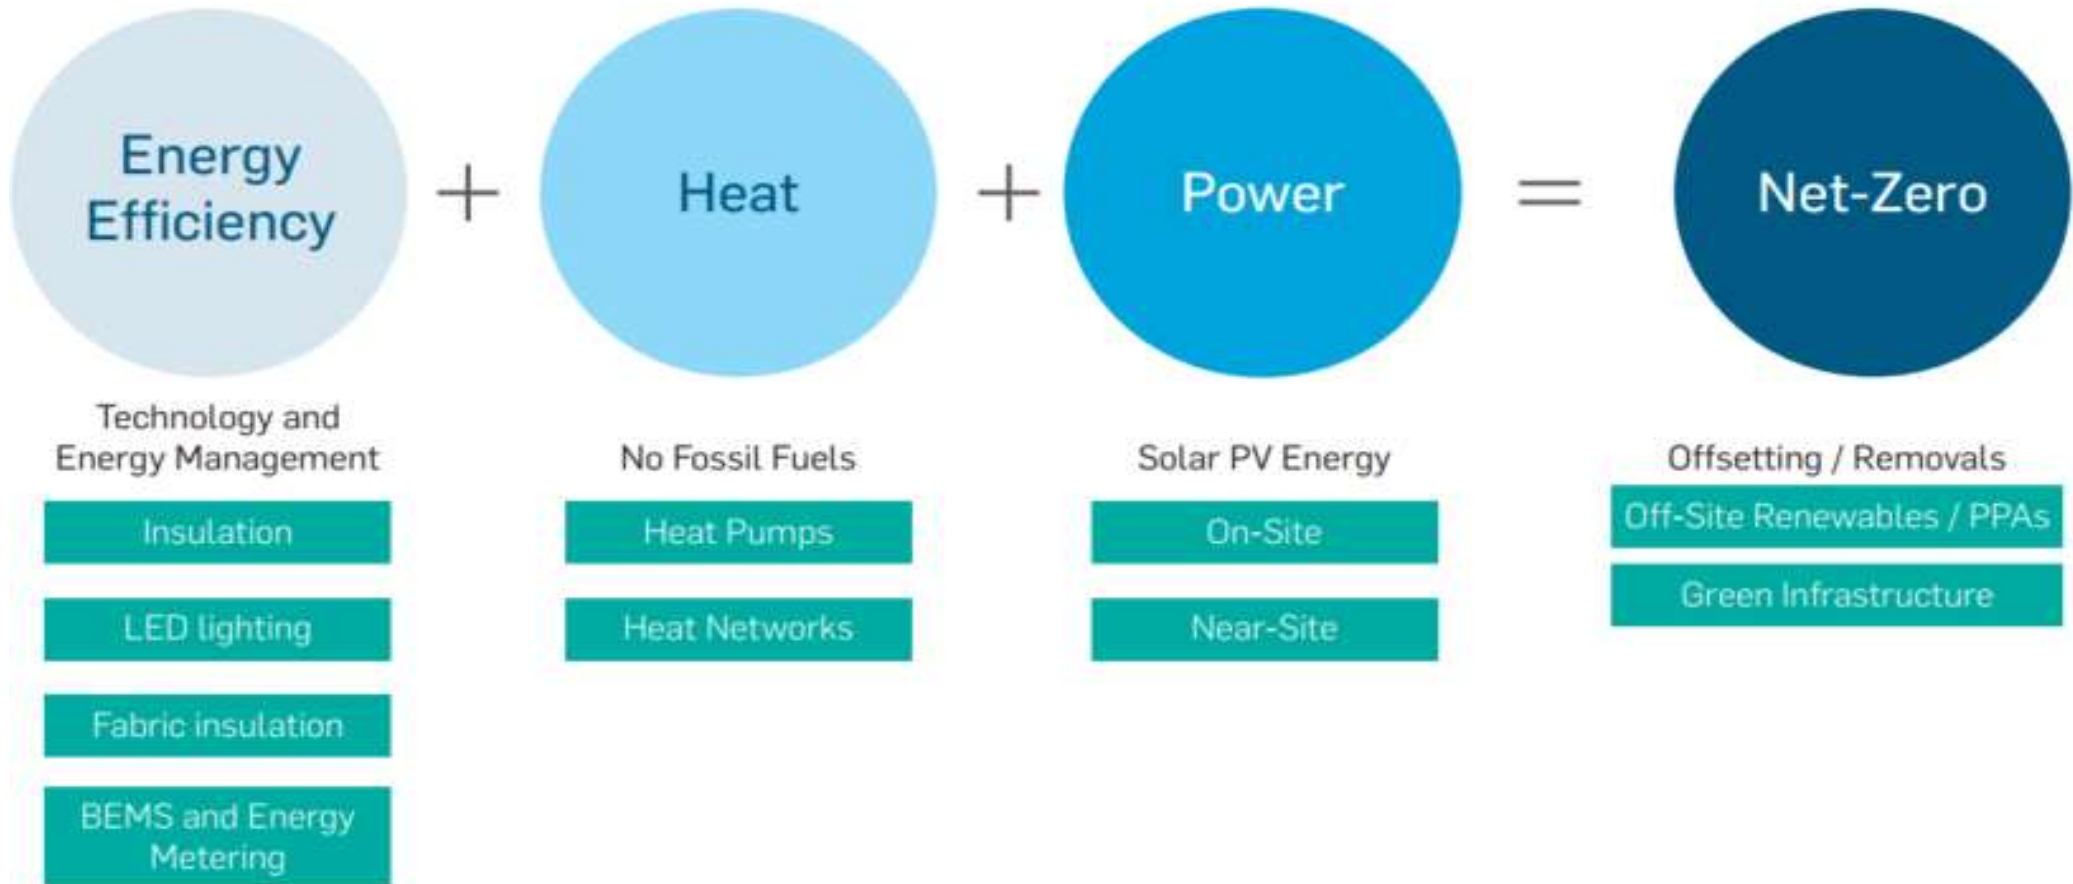 Energy
Efficiency
+
Heat
+
Power
=
Net-Zero
Technology and
Energy Management
Insulation
LED lighting
Fabric insulation
BEMS and Energy
Metering
No Fossil Fuels
Heat Pumps
Heat Networks
Solar PV Energy
On-Site
Near-Site
Offsetting / Removals
Off-Site Renewables / PPAs
Green Infrastructure